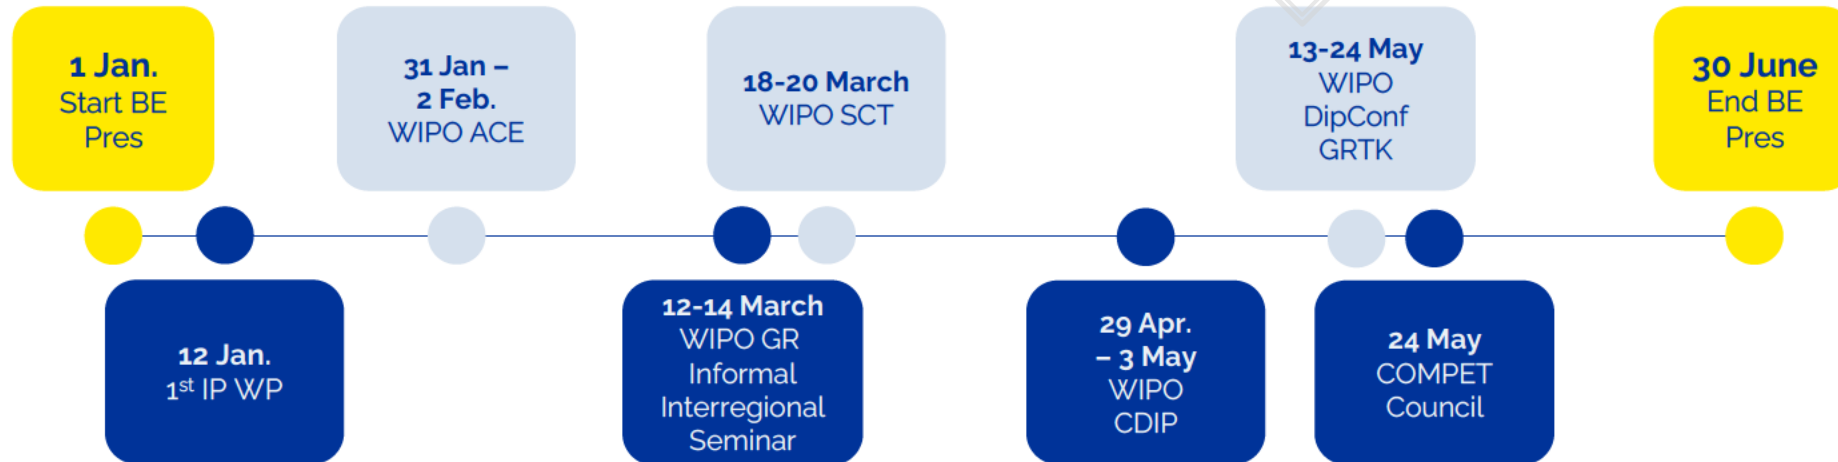 1 Jan.
Start BE
Pres
12 Jan.
1st IP WP
31 Jan –
2 Feb.
WIPO ACE
12-14 March
WIPO GR
Informal
Interregional
Seminar
18-20 March
WIPO SCT
29 Apr.
– 3 May
WIPO
CDIP
13-24 May
WIPO
DipConf
GRTK
24 May
COMPET
Council
30 June
End BE
Pres